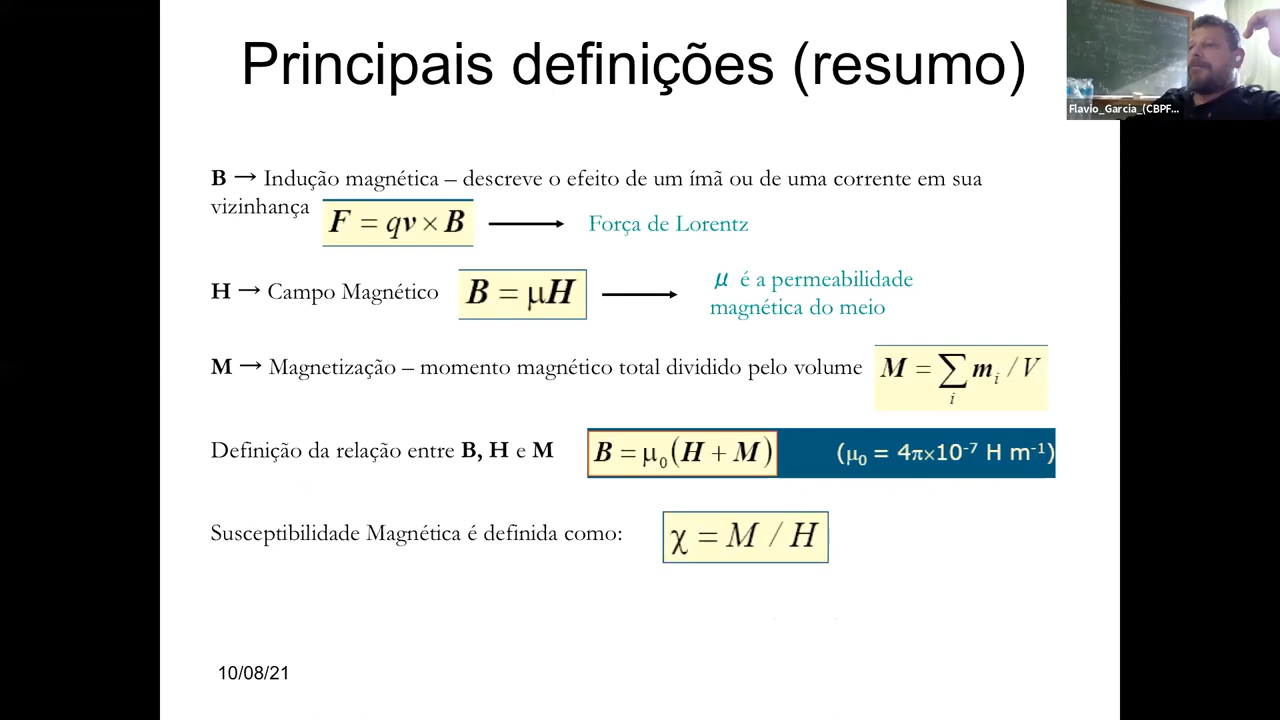 Principais definições (resumo)
Flavio_Garcia_(CBPF...
B → Indução magnética – descreve o efeito de um ímã ou de uma corrente em sua
vizinhança F = qv × B → Força de Lorentz
H → Campo Magnético B = μH → μ é a permeabilidade
magnética do meio
M → Magnetização – momento magnético total dividido pelo volume M = ∑ᵢ mᵢ / V
Definição da relação entre B, H e M B = μ₀(H + M) (μ₀ = 4π×10⁻⁷ H m⁻¹)
Susceptibilidade Magnética é definida como: χ = M / H
10/08/21